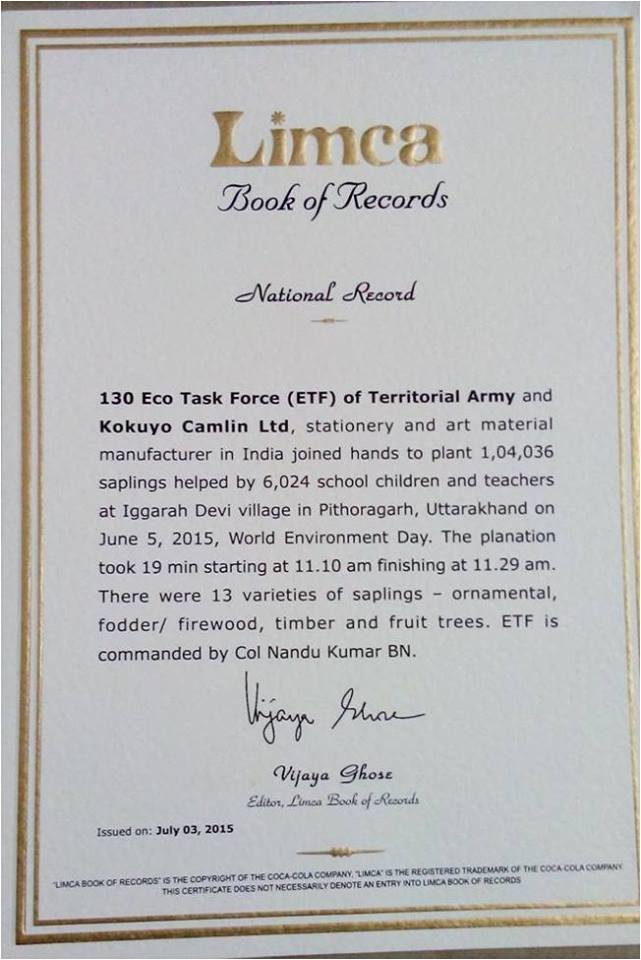 Limca
Book of Records
National Record
130 Eco Task Force (ETF) of Territorial Army and
Kokuyo Camlin Ltd, stationery and art material
manufacturer in India joined hands to plant 1,04,036
saplings helped by 6,024 school children and teachers
at Iggarah Devi village in Pithoragarh, Uttarakhand on
June 5, 2015, World Environment Day. The planation
took 19 min starting at 11.10 am finishing at 11.29 am.
There were 13 varieties of saplings – ornamental,
fodder/ firewood, timber and fruit trees. ETF is
commanded by Col Nandu Kumar BN.
Vijaya Ghose
Vijaya Ghose
Editor, Limca Book of Records
Issued on: July 03, 2015
"LIMCA BOOK OF RECORDS" IS THE COPYRIGHT OF THE COCA-COLA COMPANY, "LIMCA" IS THE REGISTERED TRADEMARK OF THE COCA-COLA COMPANY
THIS CERTIFICATE DOES NOT NECESSARILY DENOTE AN ENTRY INTO LIMCA BOOK OF RECORDS